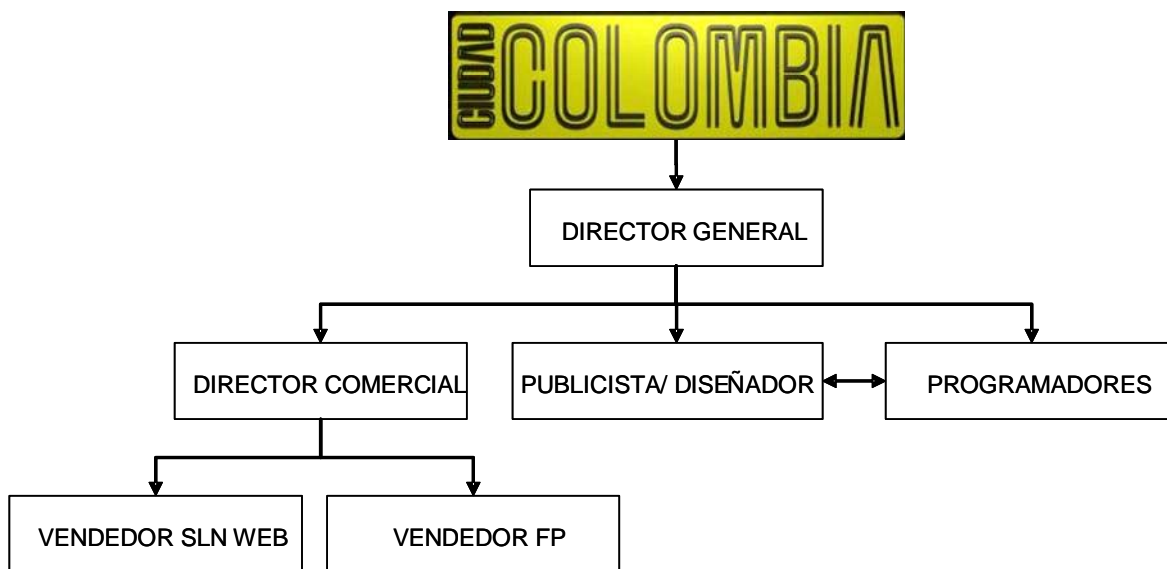 CIUDAD
COLOMBIA
DIRECTOR GENERAL
DIRECTOR COMERCIAL
PUBLICISTA/ DISEÑADOR
PROGRAMADORES
VENDEDOR SLN WEB
VENDEDOR FP